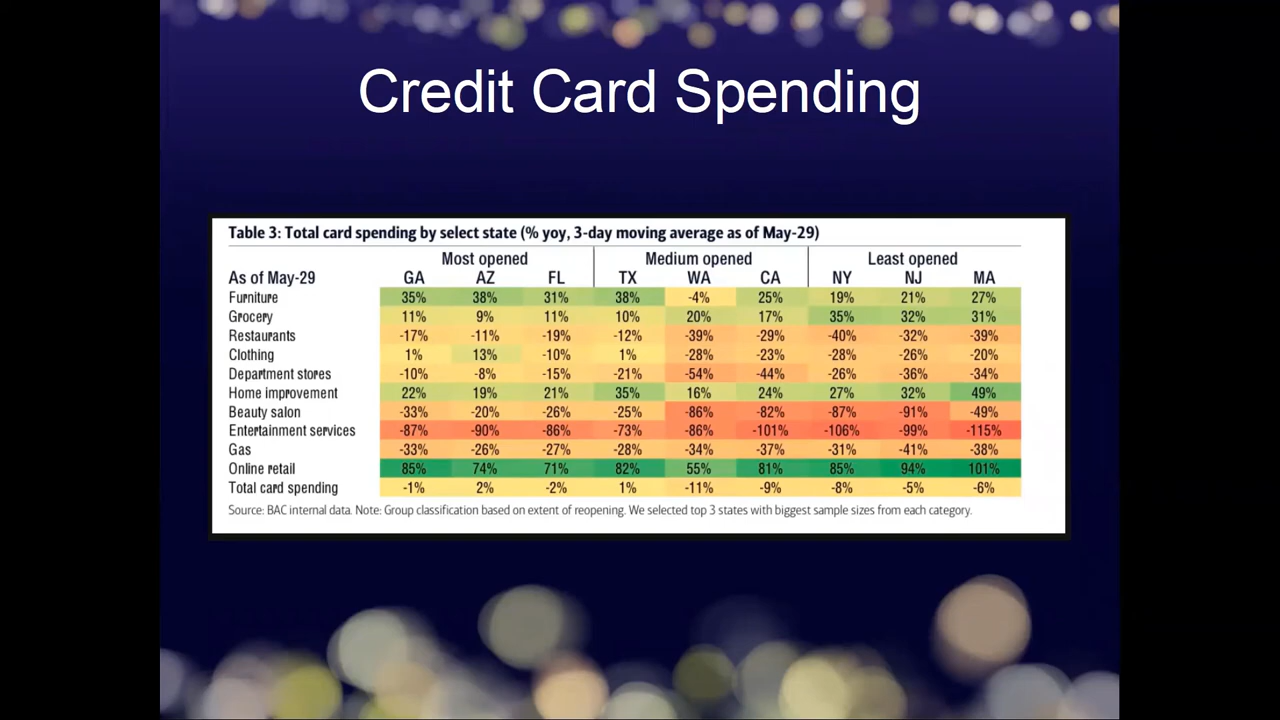 Credit Card Spending
Table 3: Total card spending by select state (% yoy, 3-day moving average as of May-29)
Most opened Medium opened Least opened
As of May-29 GA AZ FL TX WA CA NY NJ MA
Furniture 35% 38% 31% 38% -4% 25% 19% 21% 27%
Grocery 11% 9% 11% 10% 20% 17% 35% 32% 31%
Restaurants -17% -11% -19% -12% -39% -29% -40% -32% -39%
Clothing 1% 13% -10% 1% -28% -23% -28% -26% -20%
Department stores -10% -8% -15% -21% -54% -44% -26% -36% -34%
Home improvement 22% 19% 21% 35% 16% 24% 27% 32% 49%
Beauty salon -33% -20% -26% -25% -86% -82% -87% -91% -49%
Entertainment services -87% -90% -86% -73% -86% -101% -106% -99% -115%
Gas -33% -26% -27% -28% -34% -37% -31% -41% -38%
Online retail 85% 74% 71% 82% 55% 81% 85% 94% 101%
Total card spending -1% 2% -2% 1% -11% -9% -8% -5% -6%
Source: BAC internal data. Note: Group classification based on extent of reopening. We selected top 3 states with biggest sample sizes from each category.